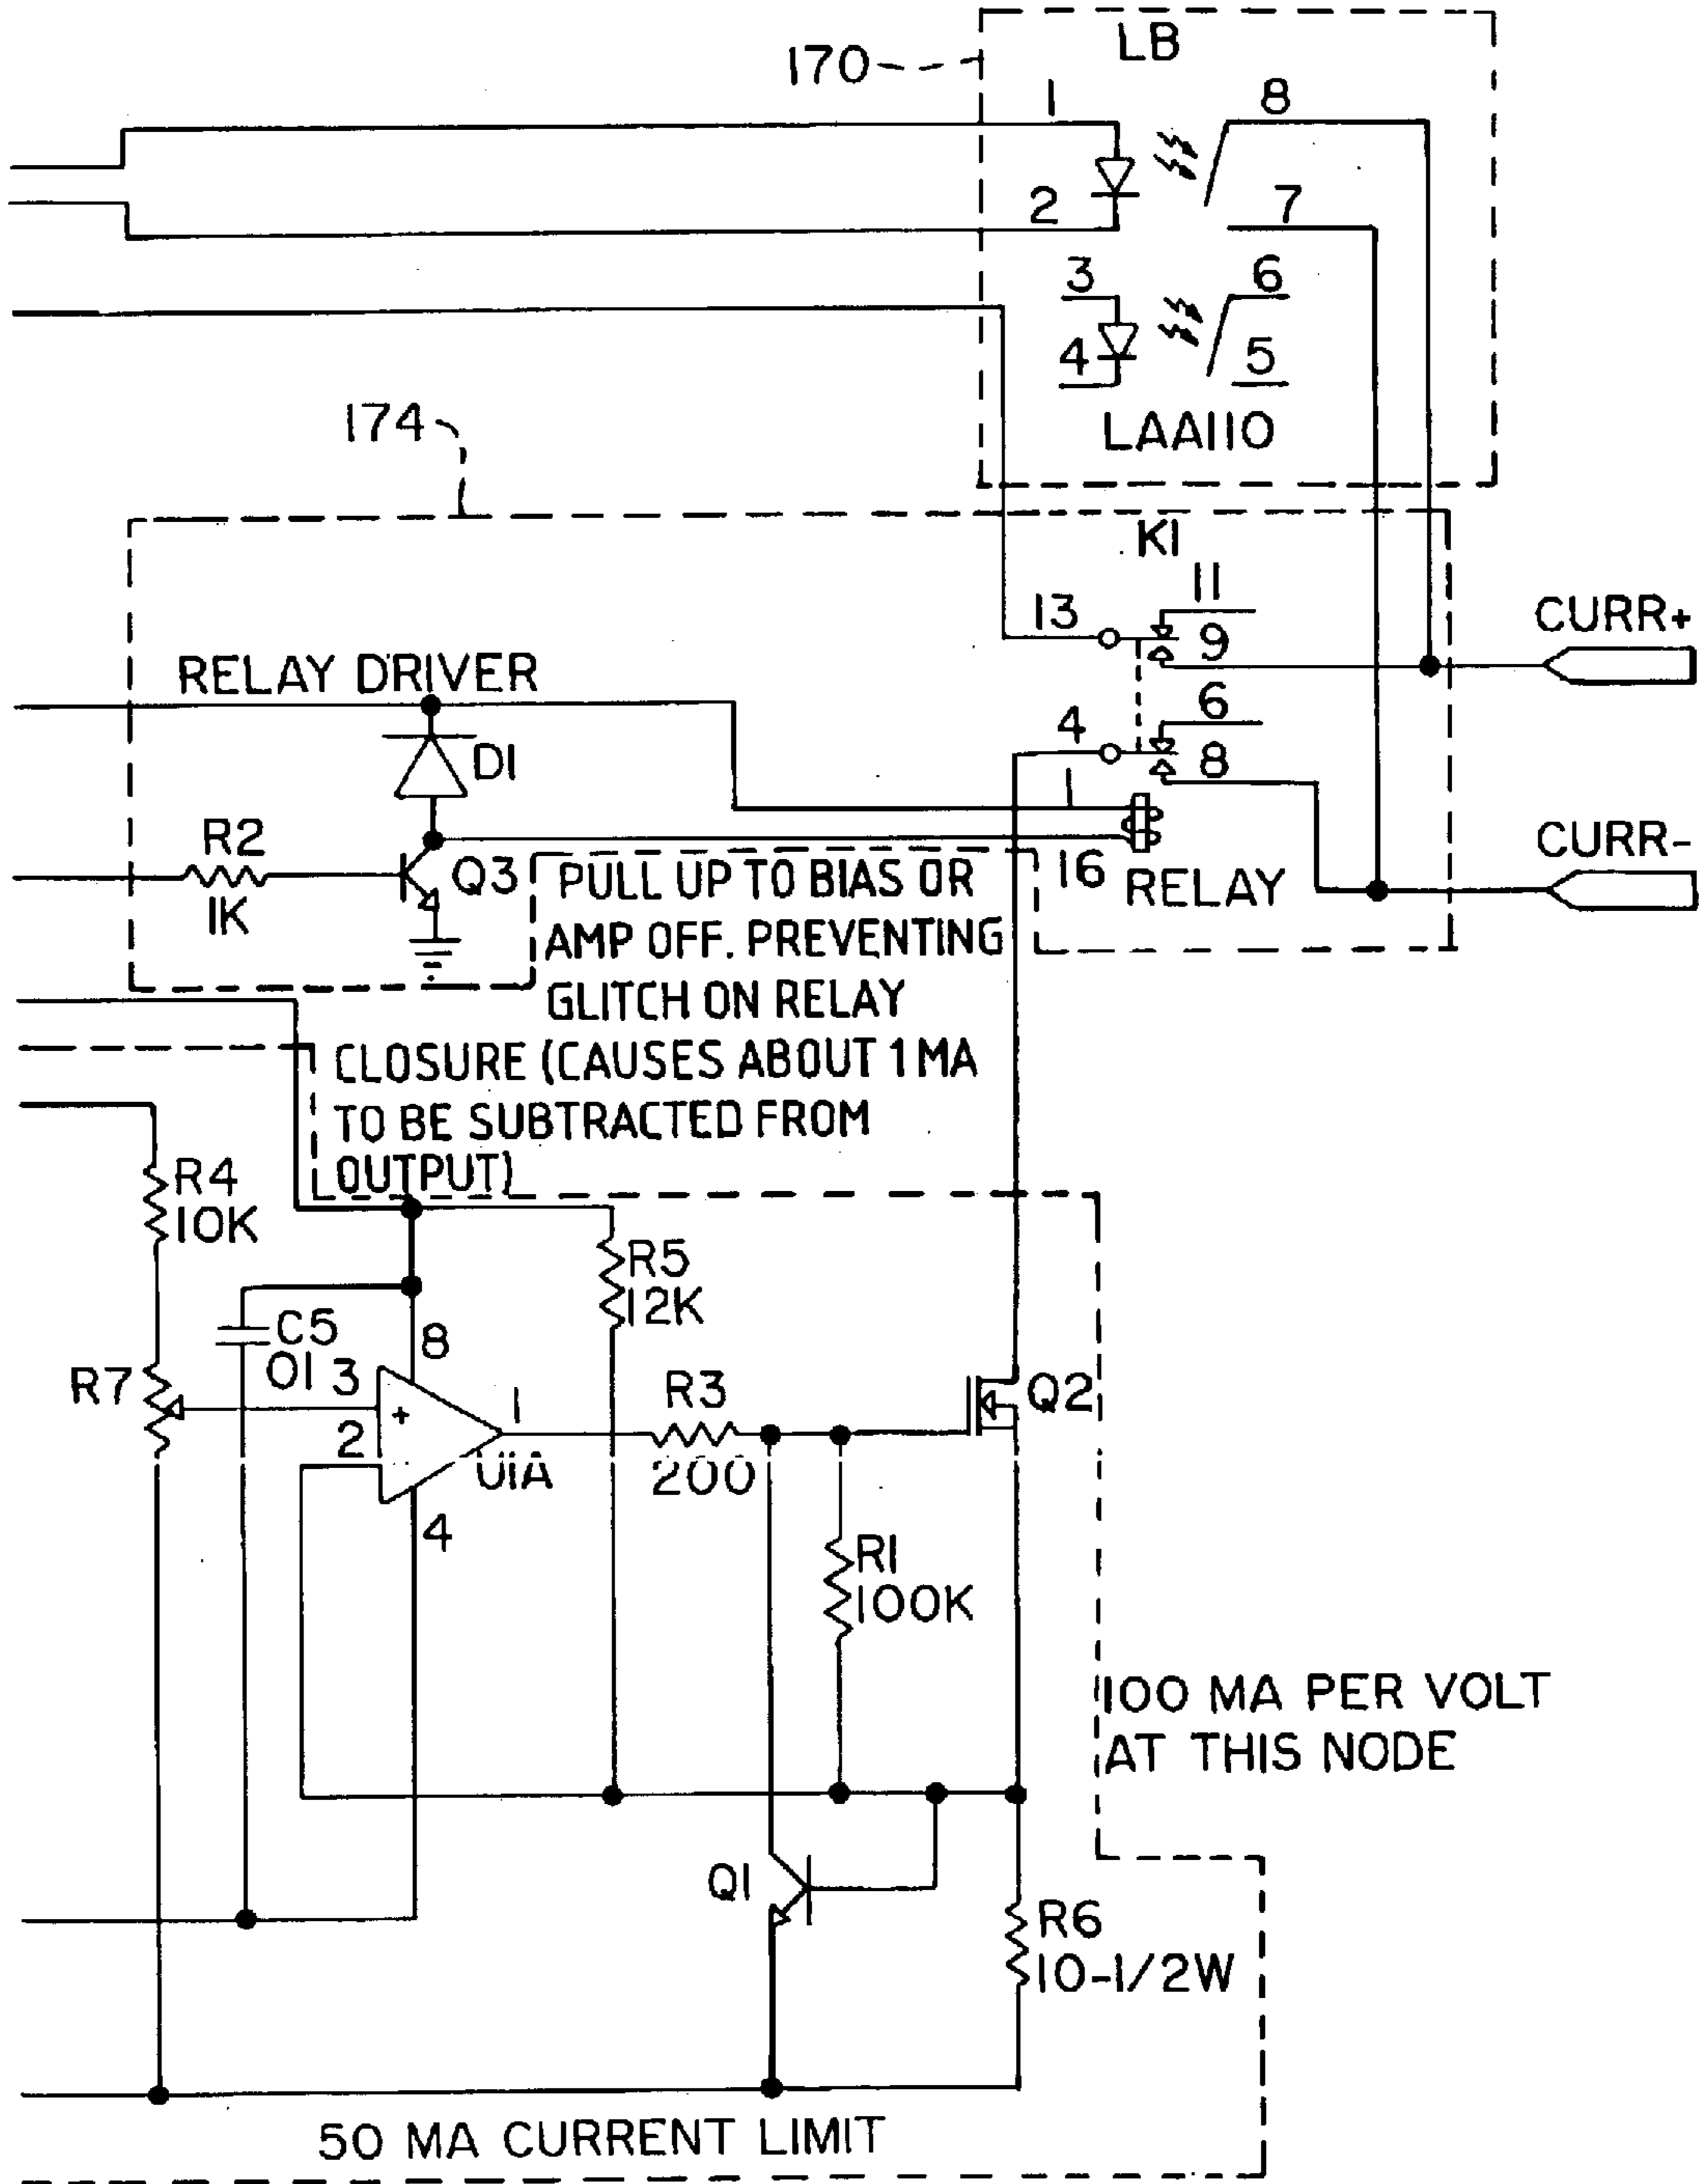 170
LB
1
8
2
7
3
6
4
5
LAA110
174
K1
11
13
9
CURR+
RELAY DRIVER
6
4
8
D1
1
R2
1K
Q3
16
RELAY
CURR-
PULL UP TO BIAS OR
AMP OFF. PREVENTING
GLITCH ON RELAY
CLOSURE (CAUSES ABOUT 1 MA
TO BE SUBTRACTED FROM
OUTPUT)
R4
10K
R5
12K
C5
01
8
R7
3
+
2
1
U1A
4
R3
200
Q2
R1
100K
100 MA PER VOLT
AT THIS NODE
Q1
R6
10-1/2W
50 MA CURRENT LIMIT